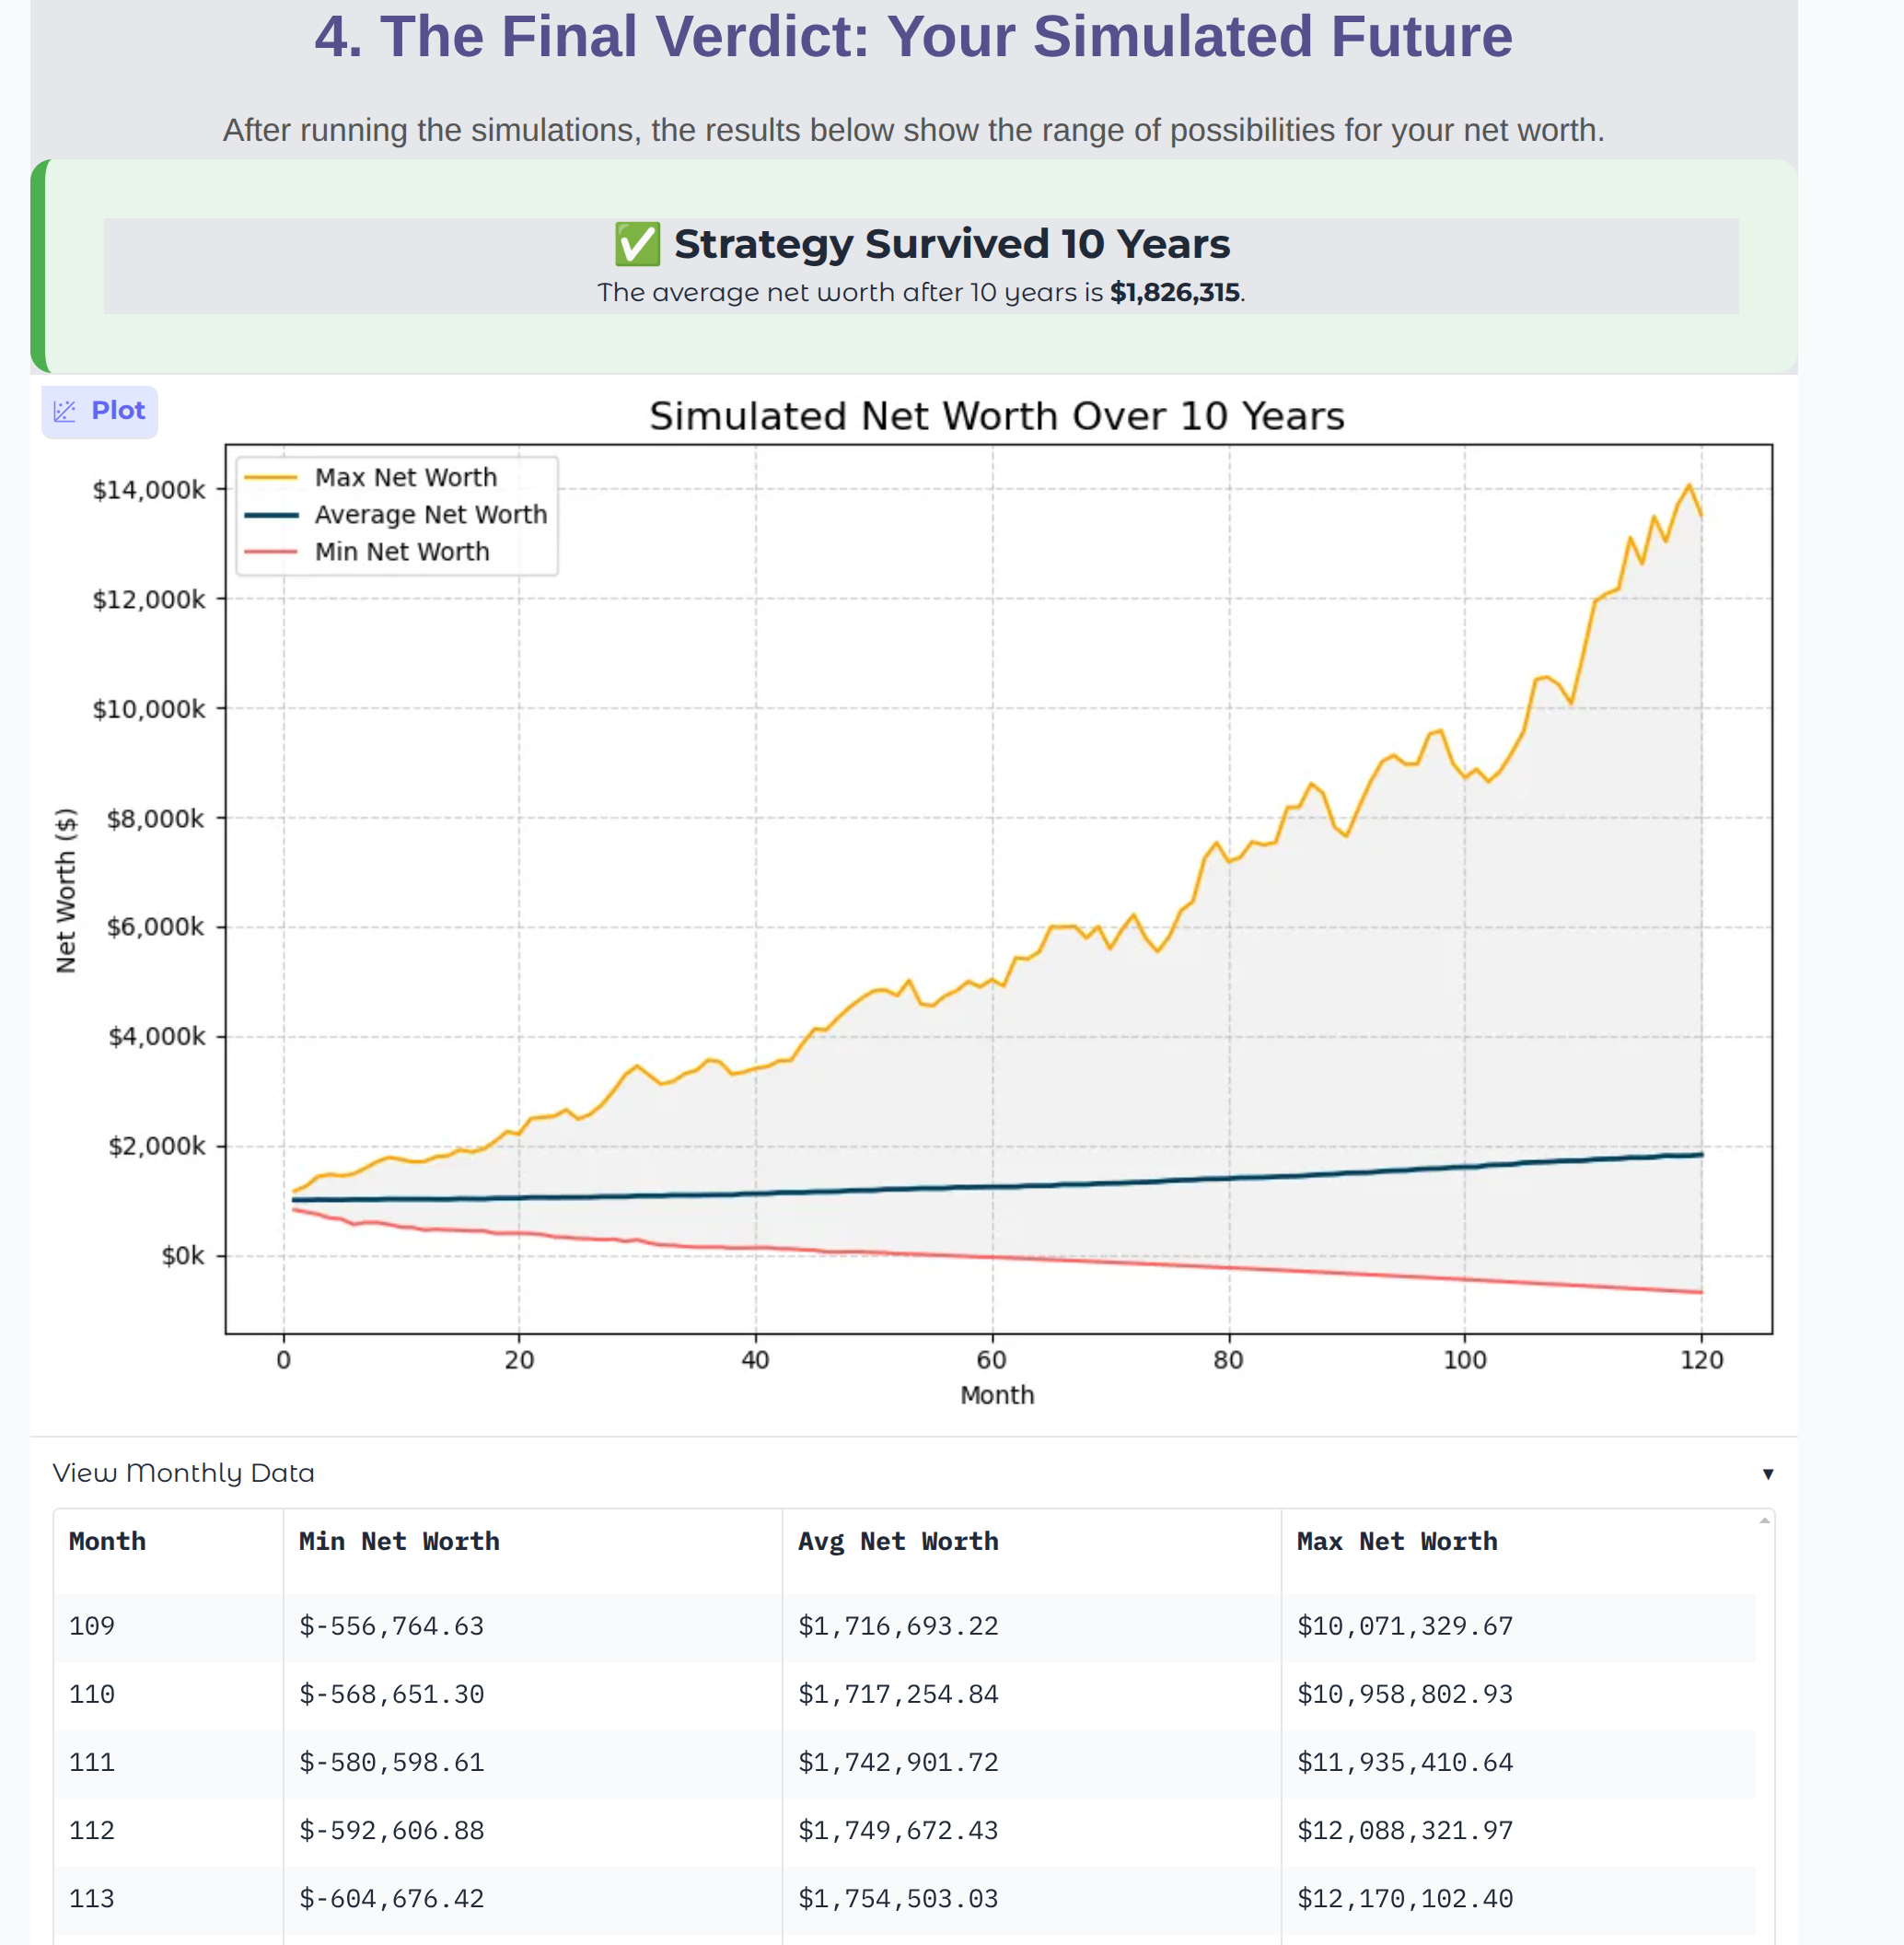 4. The Final Verdict: Your Simulated Future
After running the simulations, the results below show the range of possibilities for your net worth.
✅ Strategy Survived 10 Years
The average net worth after 10 years is $1,826,315.
Plot
Simulated Net Worth Over 10 Years
Max Net Worth
Average Net Worth
Min Net Worth
$14,000k
$12,000k
$10,000k
$8,000k
$6,000k
$4,000k
$2,000k
$0k
Net Worth ($)
0 20 40 60 80 100 120
Month
View Monthly Data ▼
Month Min Net Worth Avg Net Worth Max Net Worth
109 $-556,764.63 $1,716,693.22 $10,071,329.67
110 $-568,651.30 $1,717,254.84 $10,958,802.93
111 $-580,598.61 $1,742,901.72 $11,935,410.64
112 $-592,606.88 $1,749,672.43 $12,088,321.97
113 $-604,676.42 $1,754,503.03 $12,170,102.40